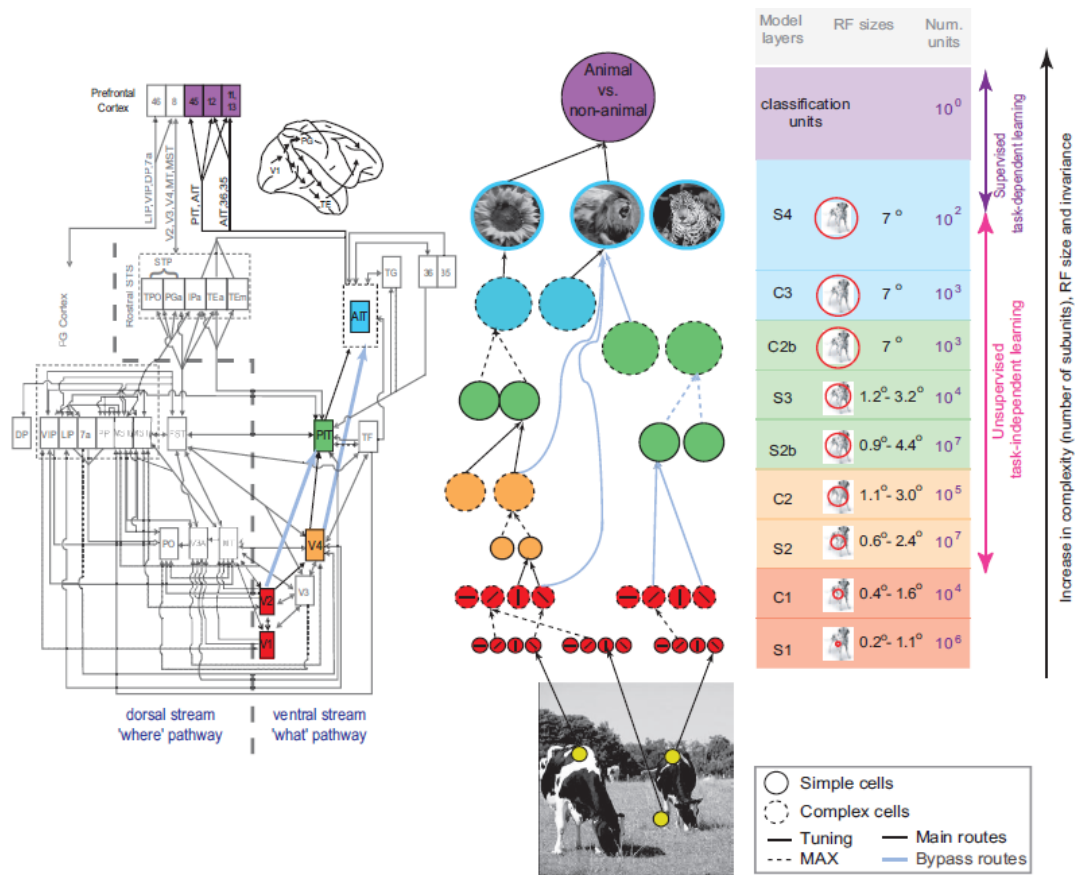 Prefrontal
Cortex
46
8
45
12
11,
13
LIP,VIP,DP,7a
V2,V3,V4,MT,MST
PIT, AIT
AIT,36,35
V1
PG
TE
Rostral STS
STP
TPO
PGa
IPa
TEa
TEm
TG
36
35
AIT
DP
VIP
LIP
7a
PIT
TF
PO
V3A
MT
V4
V2
V3
V1
dorsal stream
'where' pathway
ventral stream
'what' pathway
Animal
vs.
non-animal
Model
layers
RF sizes
Num.
units
classification
units
10⁰
S4
7 °
10²
C3
7 °
10³
C2b
7 °
10³
S3
1.2°- 3.2°
10⁴
S2b
0.9°- 4.4°
10⁷
C2
1.1°- 3.0°
10⁵
S2
0.6°- 2.4°
10⁷
C1
0.4°- 1.6°
10⁴
S1
0.2°- 1.1°
10⁶
Supervised
task-dependent learning
Unsupervised
task-independent learning
Increase in complexity (number of subunits), RF size and invariance
Simple cells
Complex cells
Tuning
Main routes
MAX
Bypass routes